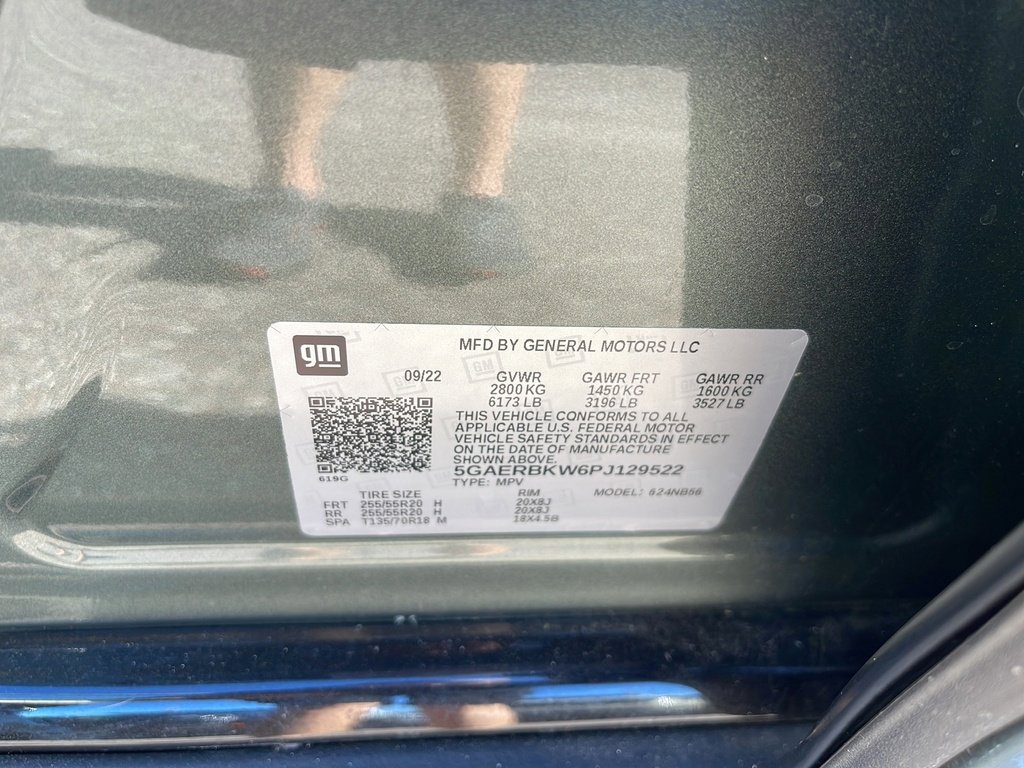 gm
MFD BY GENERAL MOTORS LLC
09/22 GVWR GAWR FRT GAWR RR
2800 KG 1450 KG 1600 KG
6173 LB 3196 LB 3527 LB
THIS VEHICLE CONFORMS TO ALL
APPLICABLE U.S. FEDERAL MOTOR
VEHICLE SAFETY STANDARDS IN EFFECT
ON THE DATE OF MANUFACTURE
SHOWN ABOVE.
5GAERBKW6PJ129522
619G TYPE: MPV
TIRE SIZE RIM MODEL: 624NB56
FRT 255/55R20 H 20X8J
RR 255/55R20 H 20X8J
SPA T135/70R18 M 18X4.5B